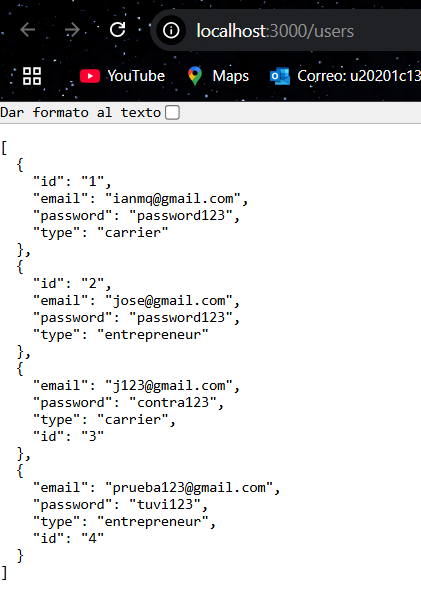 localhost:3000/users
YouTube Maps Correo: u20201c13
Dar formato al texto
[
  {
    "id": "1",
    "email": "ianmq@gmail.com",
    "password": "password123",
    "type": "carrier"
  },
  {
    "id": "2",
    "email": "jose@gmail.com",
    "password": "password123",
    "type": "entrepreneur"
  },
  {
    "email": "j123@gmail.com",
    "password": "contra123",
    "type": "carrier",
    "id": "3"
  },
  {
    "email": "prueba123@gmail.com",
    "password": "tuvi123",
    "type": "entrepreneur",
    "id": "4"
  }
]